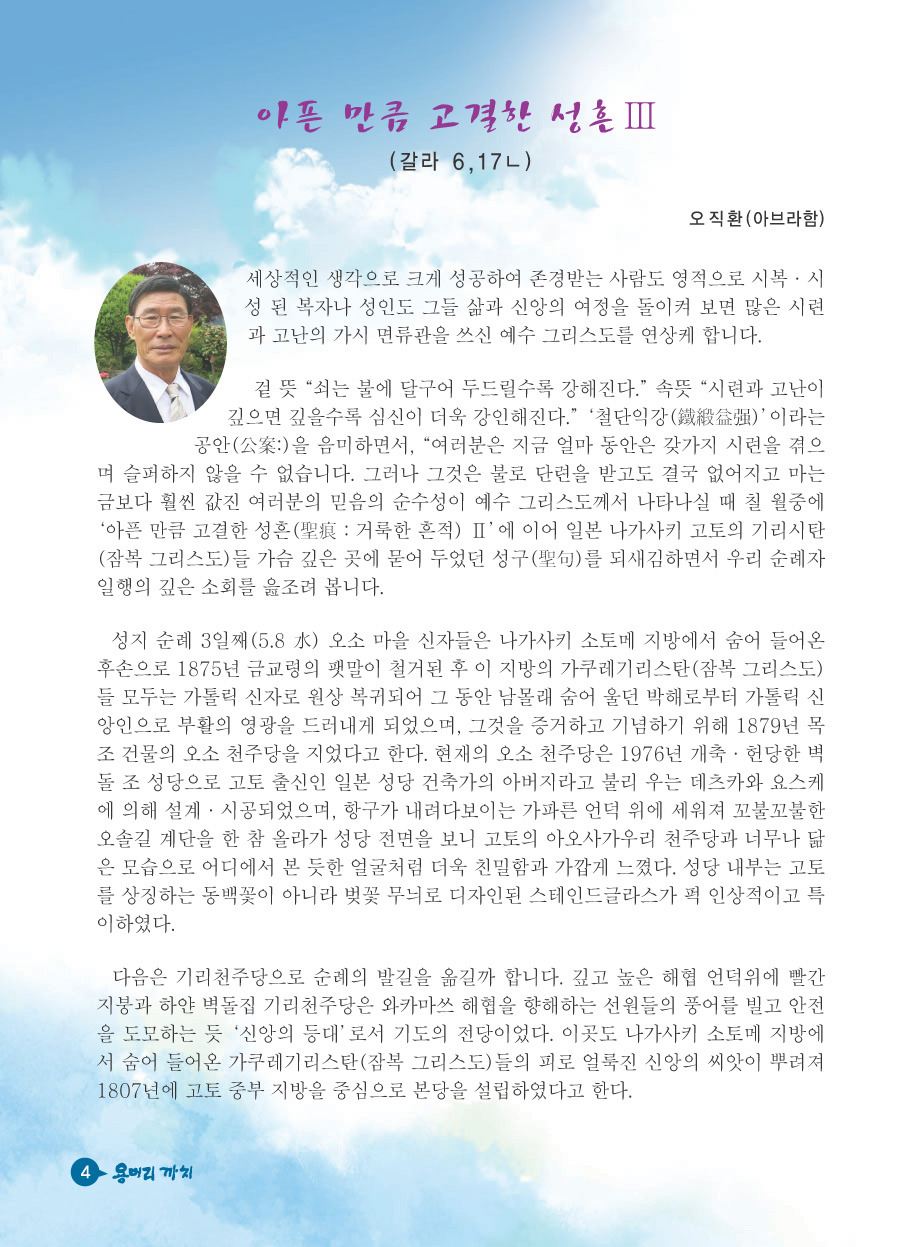 아픈 만큼 고결한 성흔 Ⅲ
(갈라 6,17ㄴ)
오직환(아브라함)
세상적인 생각으로 크게 성공하여 존경받는 사람도 영적으로 시복·시
성 된 복자나 성인도 그들 삶과 신앙의 여정을 돌이켜 보면 많은 시련
과 고난의 가시 면류관을 쓰신 예수 그리스도를 연상케 합니다.
겉 뜻 “쇠는 불에 달구어 두드릴수록 강해진다.” 속뜻 “시련과 고난이
깊으면 깊을수록 심신이 더욱 강인해진다.” ‘철단익강(鐵緞益强)’이라는
공안(公案:)을 음미하면서, “여러분은 지금 얼마 동안은 갖가지 시련을 겪으
며 슬퍼하지 않을 수 없습니다. 그러나 그것은 불로 단련을 받고도 결국 없어지고 마는
금보다 훨씬 값진 여러분의 믿음의 순수성이 예수 그리스도께서 나타나실 때 칠 월중에
‘아픈 만큼 고결한 성흔(聖痕 : 거룩한 흔적) Ⅱ’에 이어 일본 나가사키 고토의 기리시탄
(잠복 그리스도)들 가슴 깊은 곳에 묻어 두었던 성구(聖句)를 되새김하면서 우리 순례자
일행의 깊은 소회를 읊조려 봅니다.
성지 순례 3일째(5.8 水) 오소 마을 신자들은 나가사키 소토메 지방에서 숨어 들어온
후손으로 1875년 금교령의 팻말이 철거된 후 이 지방의 가쿠레기리스탄(잠복 그리스도)
들 모두는 가톨릭 신자로 원상 복귀되어 그 동안 남몰래 숨어 울던 박해로부터 가톨릭 신
앙인으로 부활의 영광을 드러내게 되었으며, 그것을 증거하고 기념하기 위해 1879년 목
조 건물의 오소 천주당을 지었다고 한다. 현재의 오소 천주당은 1976년 개축·헌당한 벽
돌 조 성당으로 고토 출신인 일본 성당 건축가의 아버지라고 불리 우는 데츠카와 요스케
에 의해 설계·시공되었으며, 항구가 내려다보이는 가파른 언덕 위에 세워져 꼬불꼬불한
오솔길 계단을 한 참 올라가 성당 전면을 보니 고토의 아오사가우리 천주당과 너무나 닮
은 모습으로 어디에서 본 듯한 얼굴처럼 더욱 친밀함과 가깝게 느꼈다. 성당 내부는 고토
를 상징하는 동백꽃이 아니라 벚꽃 무늬로 디자인된 스테인드글라스가 퍽 인상적이고 특
이하였다.
다음은 기리천주당으로 순례의 발길을 옮길까 합니다. 깊고 높은 해협 언덕위에 빨간
지붕과 하얀 벽돌집 기리천주당은 와카마쓰 해협을 향해하는 선원들의 풍어를 빌고 안전
을 도모하는 듯 ‘신앙의 등대’로서 기도의 전당이었다. 이곳도 나가사키 소토메 지방에
서 숨어 들어온 가쿠레기리스탄(잠복 그리스도)들의 피로 얼룩진 신앙의 씨앗이 뿌려져
1807년에 고토 중부 지방을 중심으로 본당을 설립하였다고 한다.
4 용머리 까치